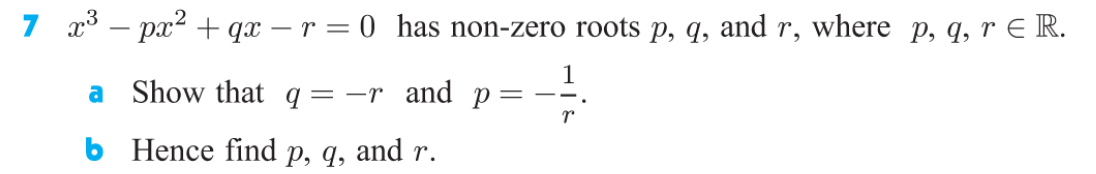 7 x³ − px² + qx − r = 0 has non-zero roots p, q, and r, where p, q, r ∈ ℝ.
a Show that q = −r and p = −1/r.
b Hence find p, q, and r.